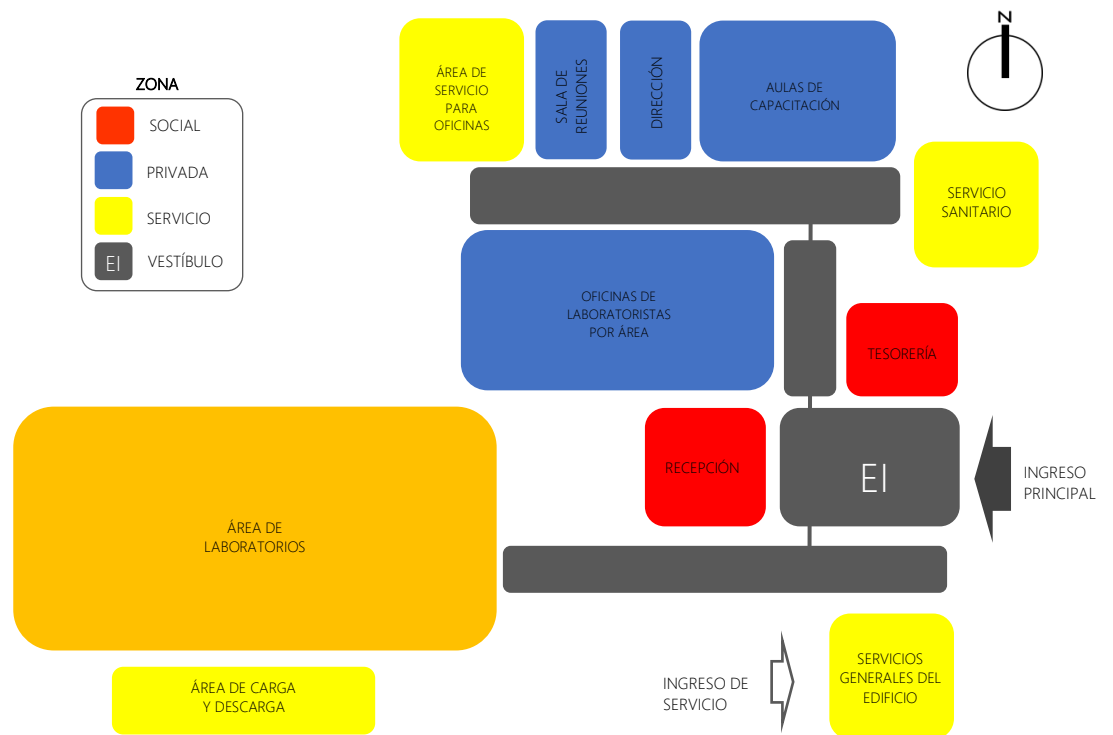 N
ZONA
SOCIAL
PRIVADA
SERVICIO
EI
VESTÍBULO
ÁREA DE
SERVICIO
PARA
OFICINAS
SALA DE
REUNIONES
DIRECCIÓN
AULAS DE
CAPACITACIÓN
SERVICIO
SANITARIO
OFICINAS DE
LABORATORISTAS
POR ÁREA
TESORERÍA
RECEPCIÓN
EI
INGRESO
PRINCIPAL
ÁREA DE
LABORATORIOS
ÁREA DE CARGA
Y DESCARGA
INGRESO DE
SERVICIO
SERVICIOS
GENERALES DEL
EDIFICIO